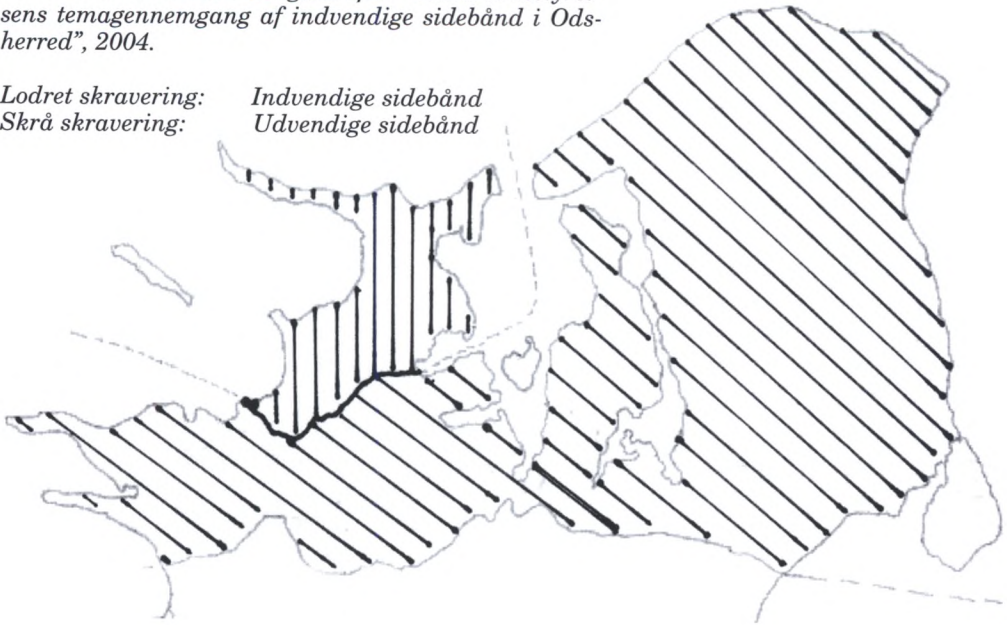 sens temagennemgang af indvendige sidebånd i Ods-
herred”, 2004.
Lodret skravering: Indvendige sidebånd
Skrå skravering: Udvendige sidebånd